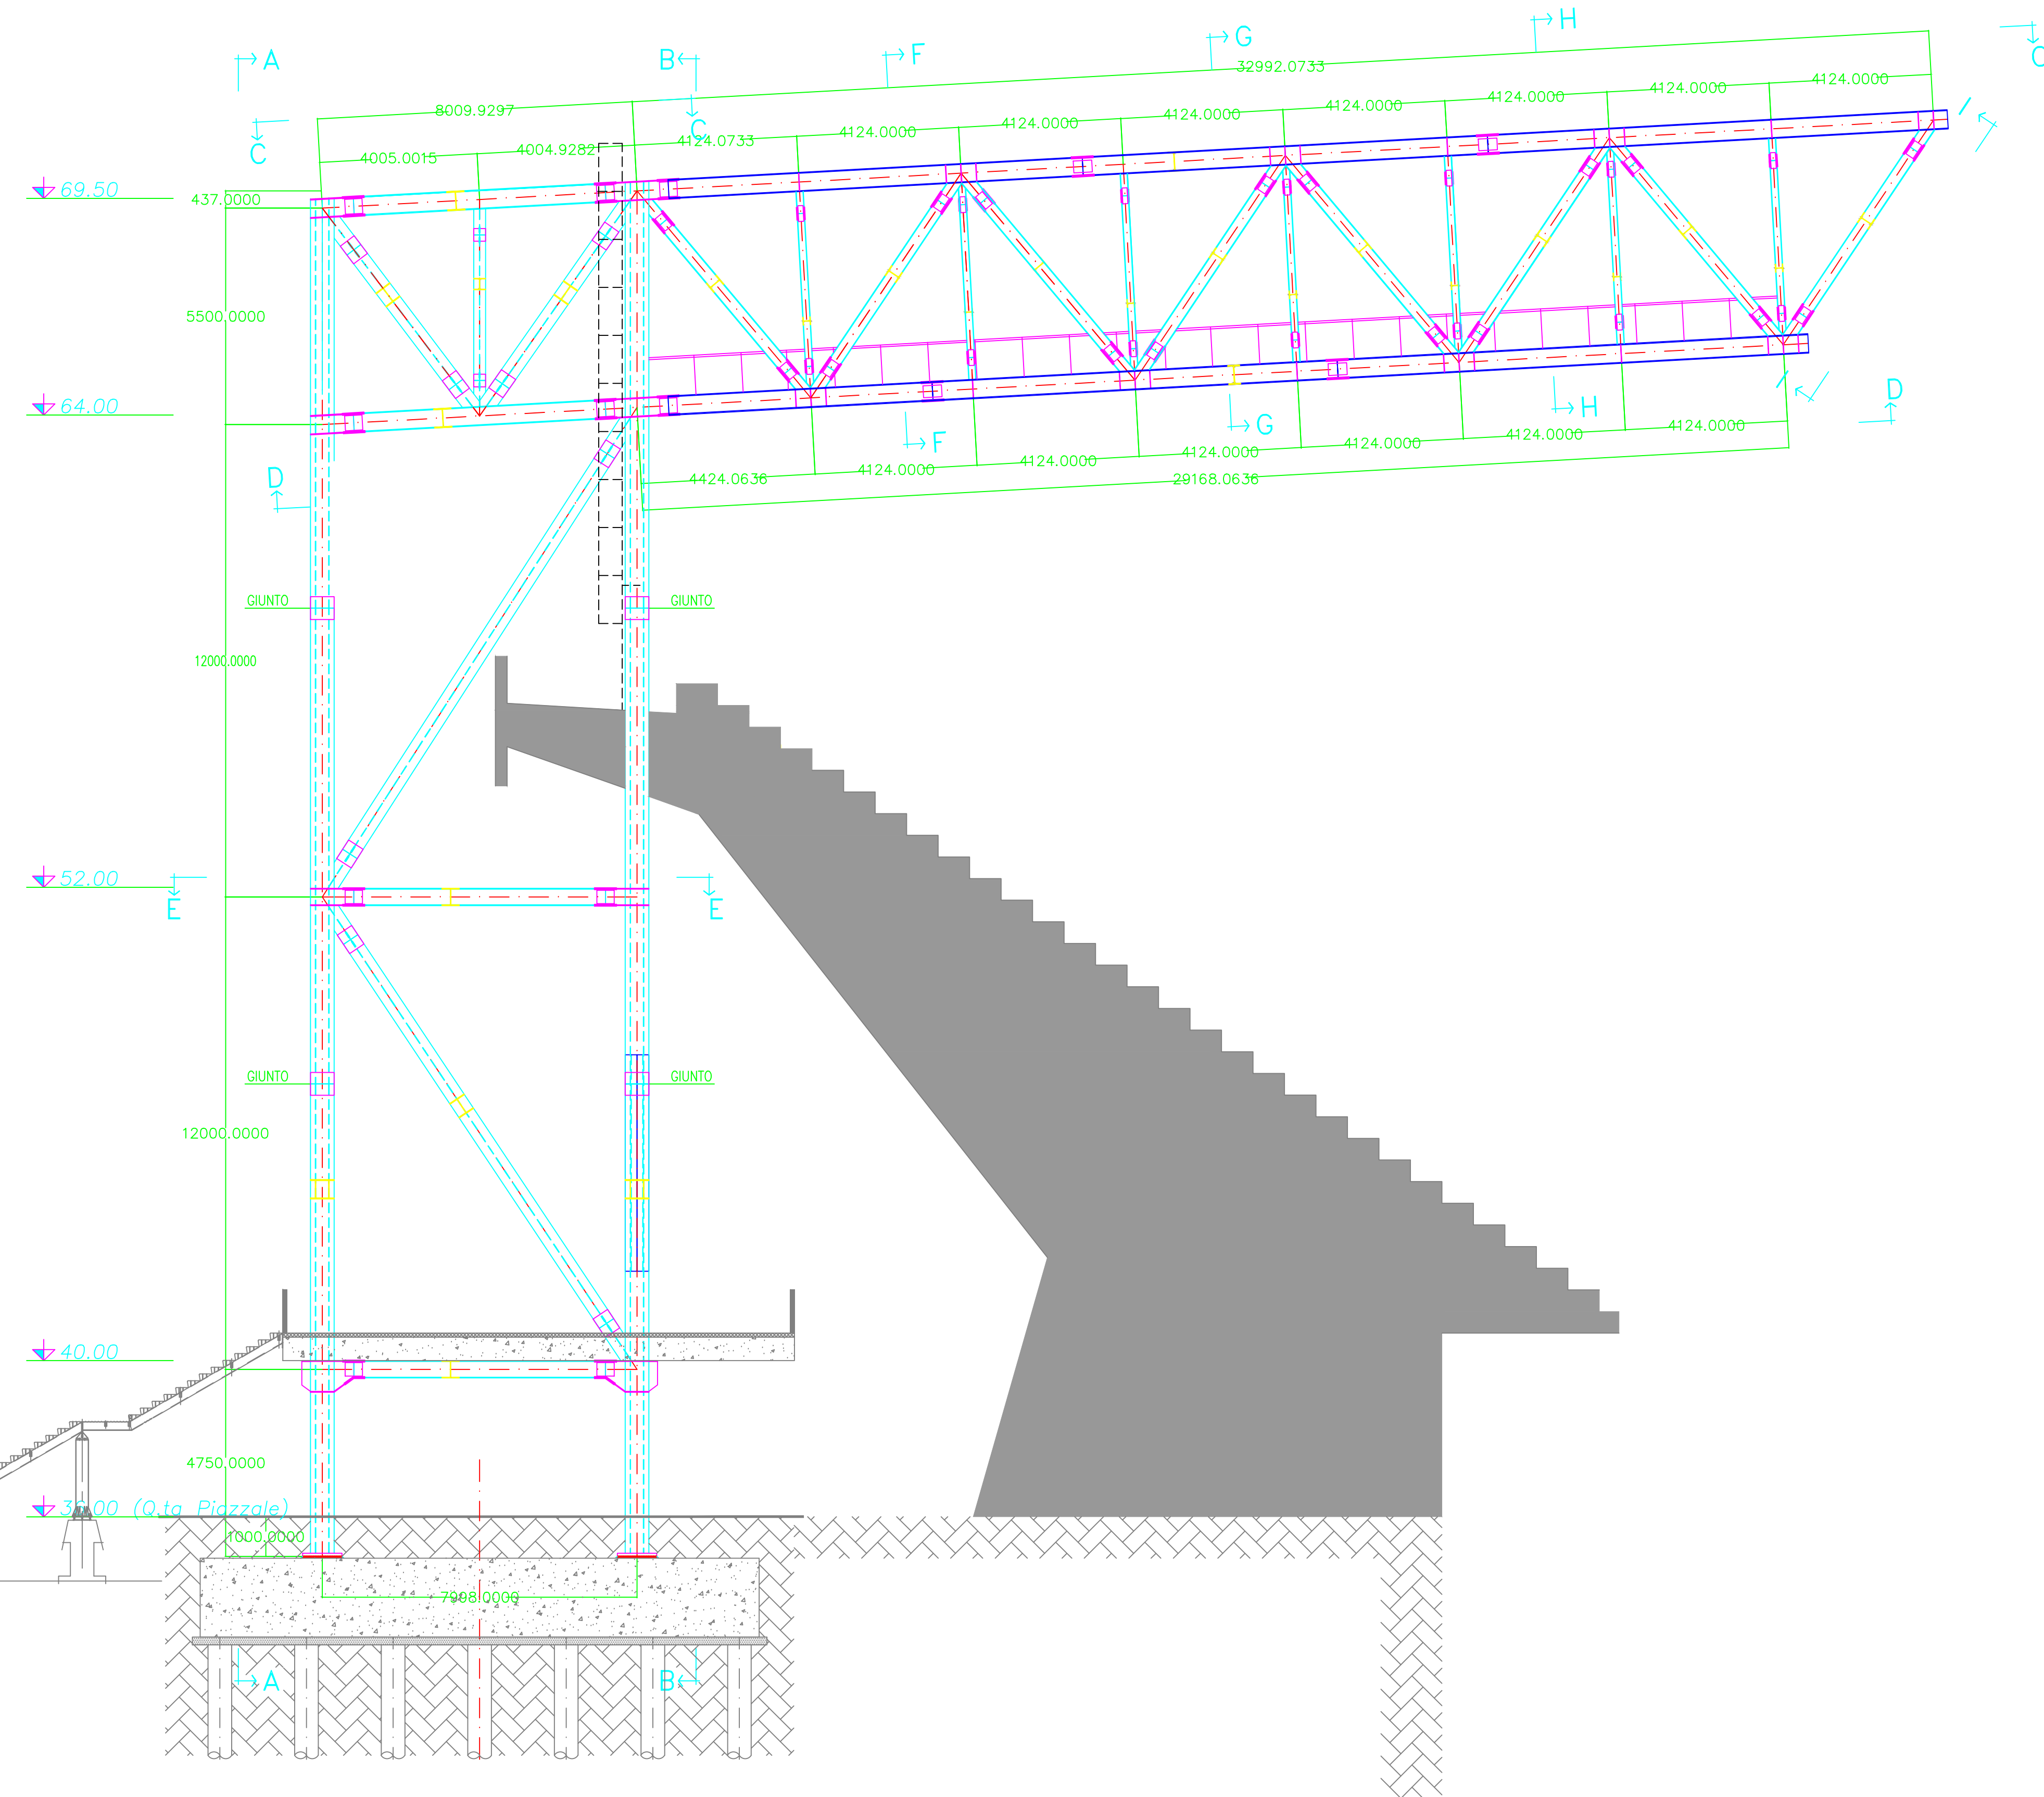 H
G
F
A
B
C
32992.0733
8009.9297
4124.0000
4124.0000
4124.0000
4124.0000
4124.0000
4124.0000
4124.0000
4124.0733
4004.9282
4005.0015
C
C
I
69.50
437.0000
5500.0000
64.00
I
D
H
G
F
4124.0000
4124.0000
4124.0000
4124.0000
4124.0000
4124.0000
4424.0636
29168.0636
D
GIUNTO
GIUNTO
12000.0000
52.00
E
E
GIUNTO
GIUNTO
12000.0000
40.00
4750.0000
(Q.ta Piazzale)
1000.0000
7998.0000
A
B